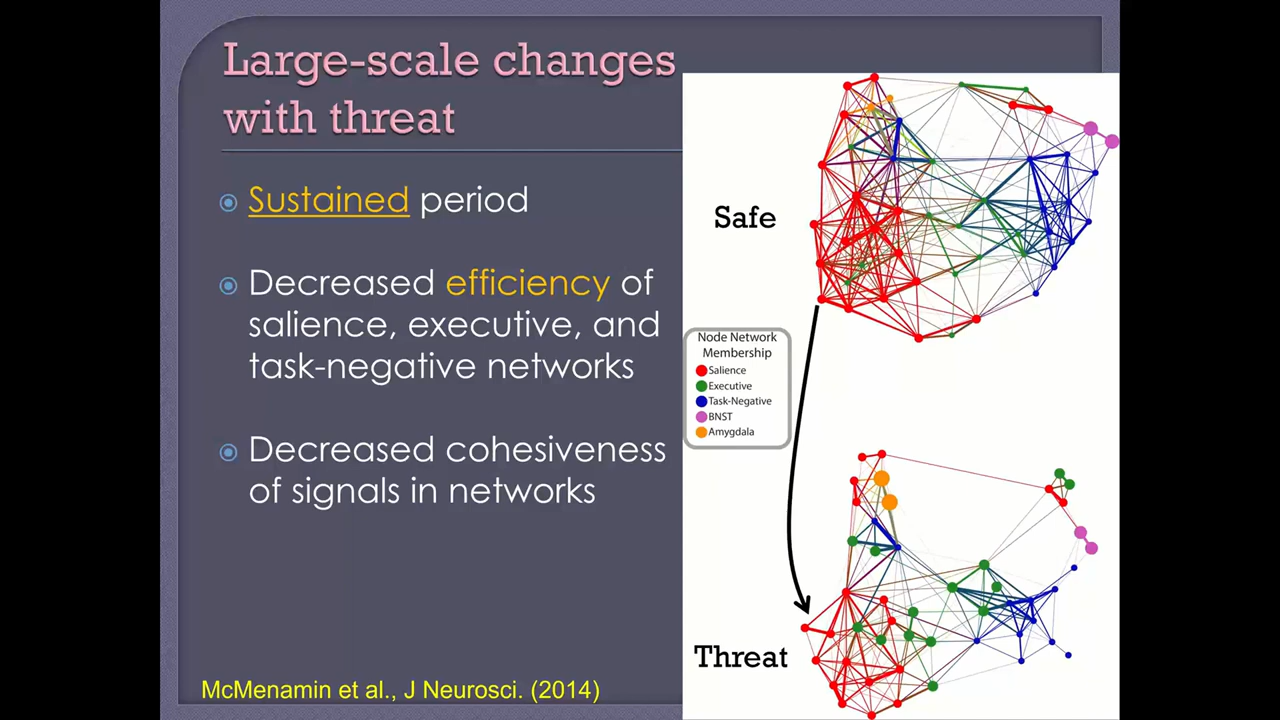 Large-scale changes
with threat
Sustained period
Decreased efficiency of
salience, executive, and
task-negative networks
Decreased cohesiveness
of signals in networks
McMenamin et al., J Neurosci. (2014)
Safe
Node Network
Membership
Salience
Executive
Task-Negative
BNST
Amygdala
Threat